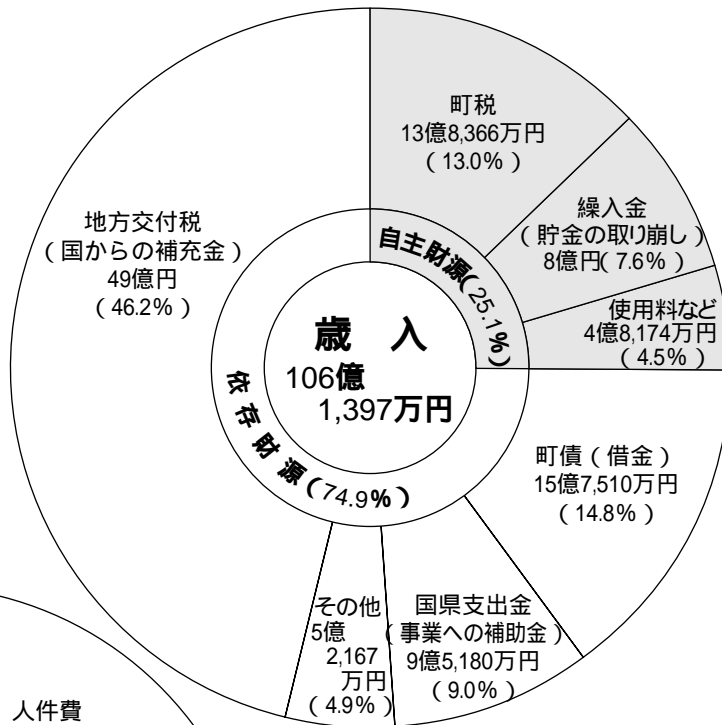 町税
13億8,366万円
（13.0%）
繰入金
（貯金の取り崩し）
8億円（7.6%）
使用料など
4億8,174万円
（4.5%）
町債（借金）
15億7,510万円
（14.8%）
国県支出金
（事業への補助金）
9億5,180万円
（9.0%）
その他
5億
2,167
万円
（4.9%）
地方交付税
（国からの補充金）
49億円
（46.2%）
自主財源（25.1%）
依存財源（74.9%）
歳 入
106億
1,397万円
人件費